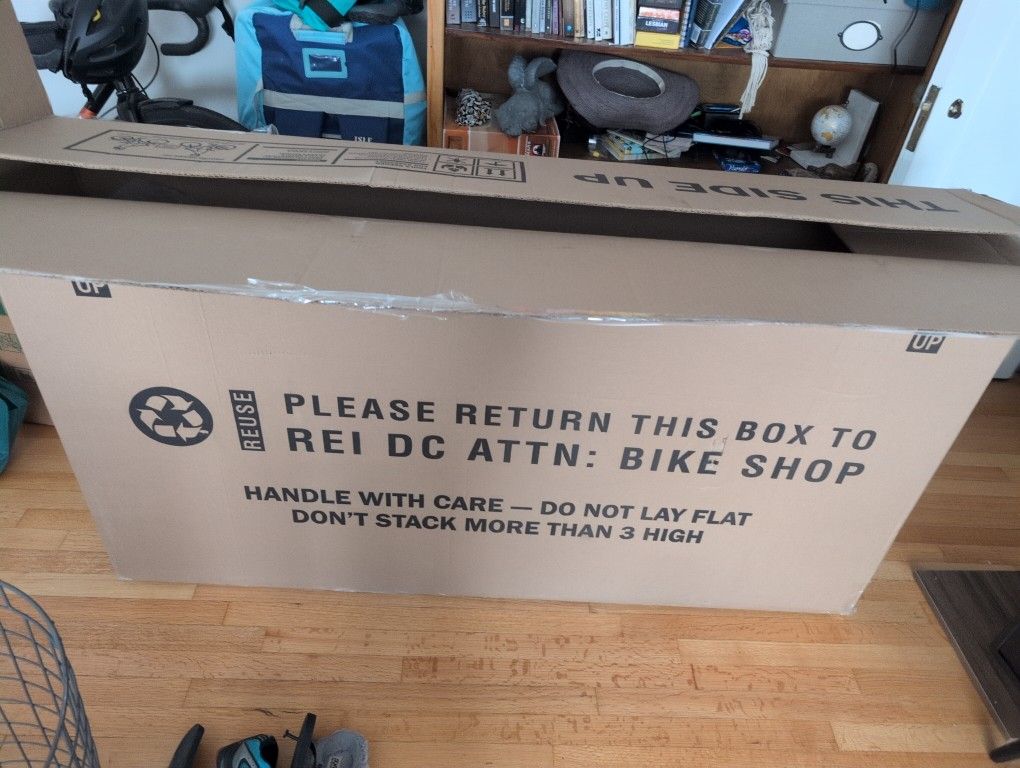 LESBIAN
ISLE
THIS SIDE UP
UP
UP
REUSE
PLEASE RETURN THIS BOX TO
REI DC ATTN: BIKE SHOP
HANDLE WITH CARE — DO NOT LAY FLAT
DON'T STACK MORE THAN 3 HIGH